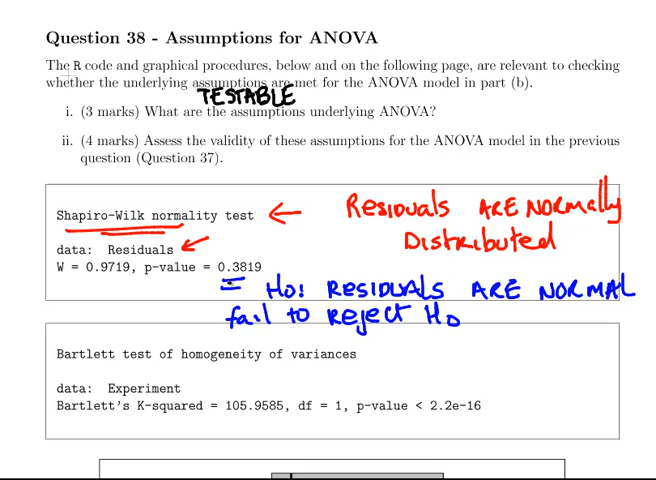 Question 38 - Assumptions for ANOVA
The R code and graphical procedures, below and on the following page, are relevant to checking
whether the underlying assumptions are met for the ANOVA model in part (b).
TESTABLE
i. (3 marks) What are the assumptions underlying ANOVA?
ii. (4 marks) Assess the validity of these assumptions for the ANOVA model in the previous
question (Question 37).
Shapiro-Wilk normality test
Residuals ARE NORMally
Distributed
data: Residuals
W = 0.9719, p-value = 0.3819
Ho: RESIDUALS ARE NORMAL
fail to REJECT Ho
Bartlett test of homogeneity of variances
data: Experiment
Bartlett's K-squared = 105.9585, df = 1, p-value < 2.2e-16